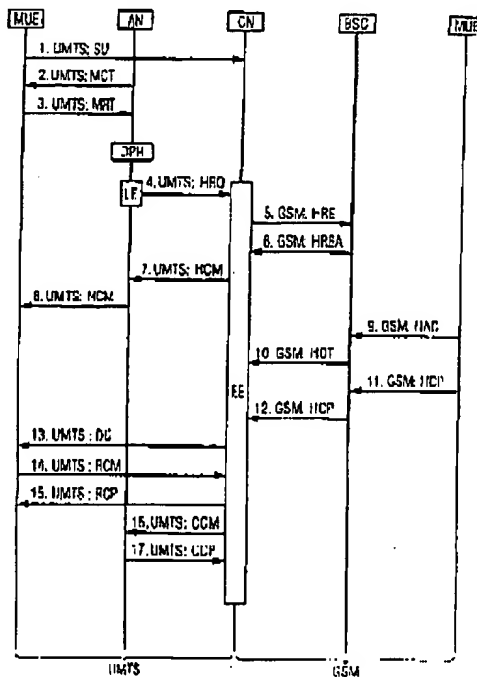 MUE AN CN BSC MUE
1. UMTS; SU
2. UMTS; MCT
3. UMTS; MRT
DPH
LE
4. UMTS; HRQ
5. GSM; HRE
6. GSM; HREA
7. UMTS; HCM
8. UMTS; HCM
9. GSM; HAC
10 GSM; HOT
EE
11. GSM; HCP
12. GSM; HCP
13. UMTS; DC
14. UMTS; RCM
15. UMTS; RCP
16. UMTS; CCM
17. UMTS; CCP
UMTS GSM